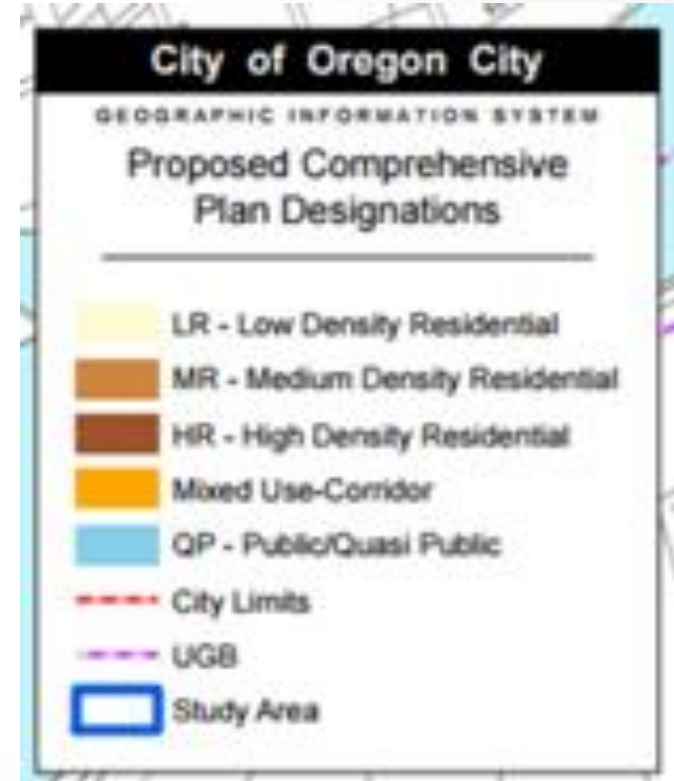 City of Oregon City
GEOGRAPHIC INFORMATION SYSTEM
Proposed Comprehensive
Plan Designations
LR - Low Density Residential
MR - Medium Density Residential
HR - High Density Residential
Mixed Use-Corridor
QP - Public/Quasi Public
City Limits
UGB
Study Area